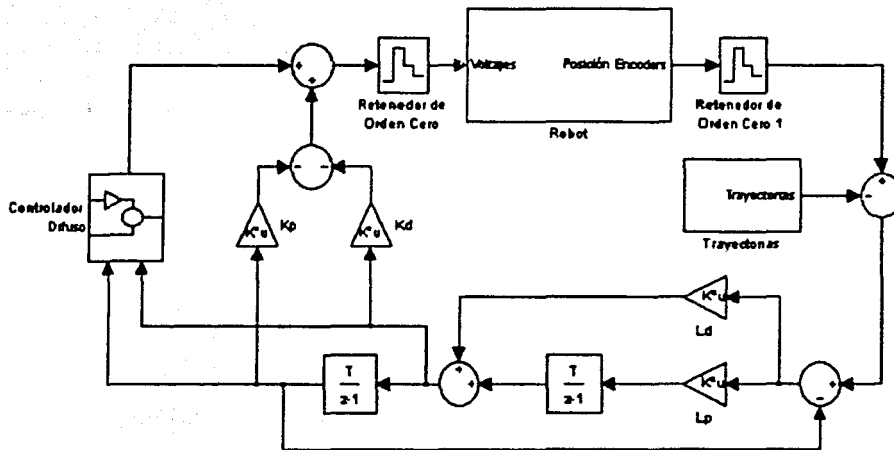 Voltajes
Posición Encoders
Retenedor de
Orden Cero
Robot
Retenedor de
Orden Cero 1
Controlador
Difuso
K*u
Kp
K*u
Kd
Trayectorias
Trayectorias
K*u
Ld
T
z-1
T
z-1
K*u
Lp